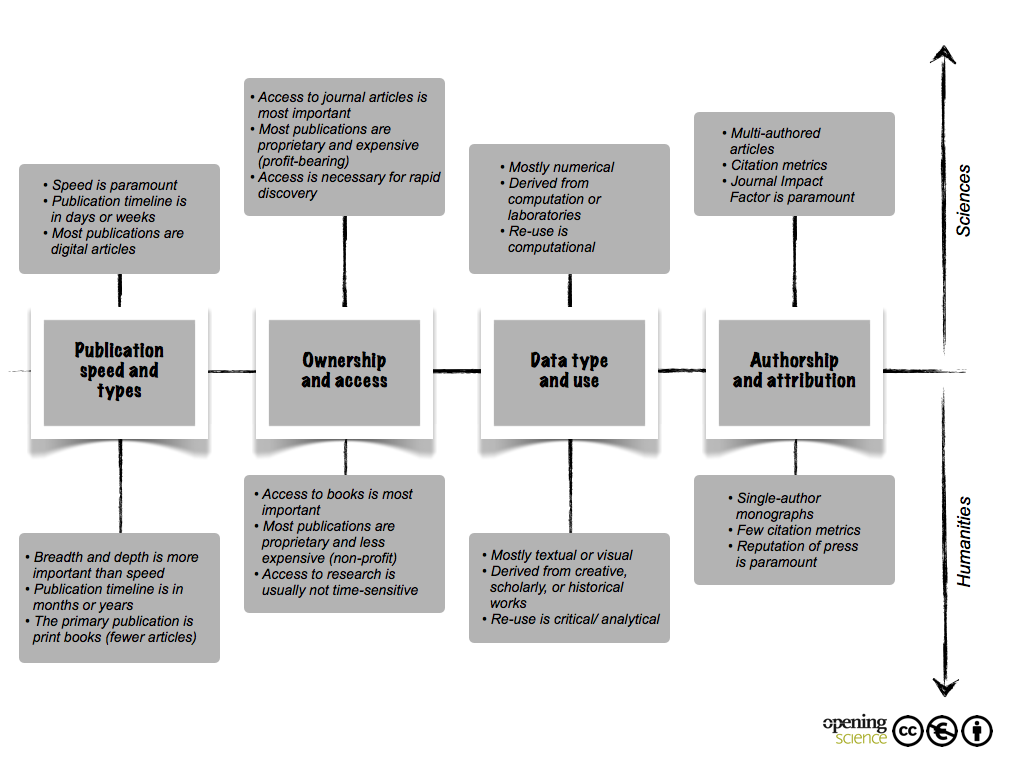 • Access to journal articles is
most important
• Most publications are
proprietary and expensive
(profit-bearing)
• Access is necessary for rapid
discovery
• Multi-authored
articles
• Citation metrics
• Journal Impact
Factor is paramount
• Mostly numerical
• Derived from
computation or
laboratories
• Re-use is
computational
• Speed is paramount
• Publication timeline is
in days or weeks
• Most publications are
digital articles
Sciences
Publication
speed and
types
Ownership
and access
Data type
and use
Authorship
and attribution
• Breadth and depth is more
important than speed
• Publication timeline is in
months or years
• The primary publication is
print books (fewer articles)
• Access to books is most
important
• Most publications are
proprietary and less
expensive (non-profit)
• Access to research is
usually not time-sensitive
• Mostly textual or visual
• Derived from creative,
scholarly, or historical
works
• Re-use is critical/ analytical
• Single-author
monographs
• Few citation metrics
• Reputation of press
is paramount
Humanities
opening
science
cc
€